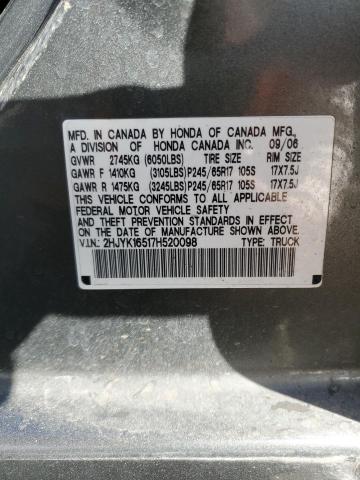 MFD. IN CANADA BY HONDA OF CANADA MFG.,
A DIVISION OF HONDA CANADA INC. 09/06
GVWR 2745KG (6050LBS) TIRE SIZE RIM SIZE
GAWR F 1410KG (3105LBS)P245/65R17 105S 17X7.5J
GAWR R 1475KG (3245LBS)P245/65R17 105S 17X7.5J
THIS VEHICLE CONFORMS TO ALL APPLICABLE
FEDERAL MOTOR VEHICLE SAFETY AND THEFT
PREVENTION STANDARDS IN EFFECT ON THE
DATE OF MANUFACTURE SHOWN ABOVE.
V.I.N.: 2HJYK16517H520098 TYPE: TRUCK